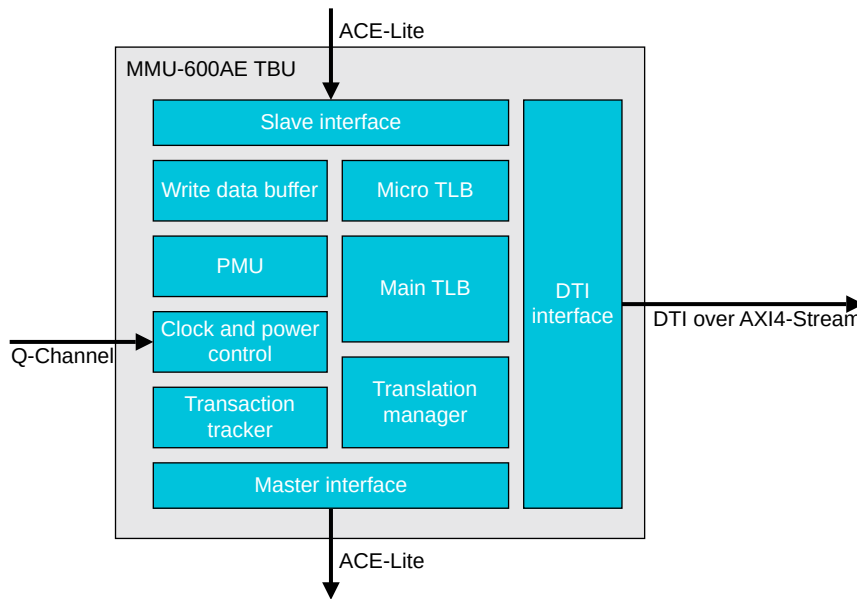 ACE-Lite
MMU-600AE TBU
Slave interface
Write data buffer
Micro TLB
PMU
Main TLB
DTI
interface
DTI over AXI4-Stream
Clock and power
control
Q-Channel
Translation
manager
Transaction
tracker
Master interface
ACE-Lite